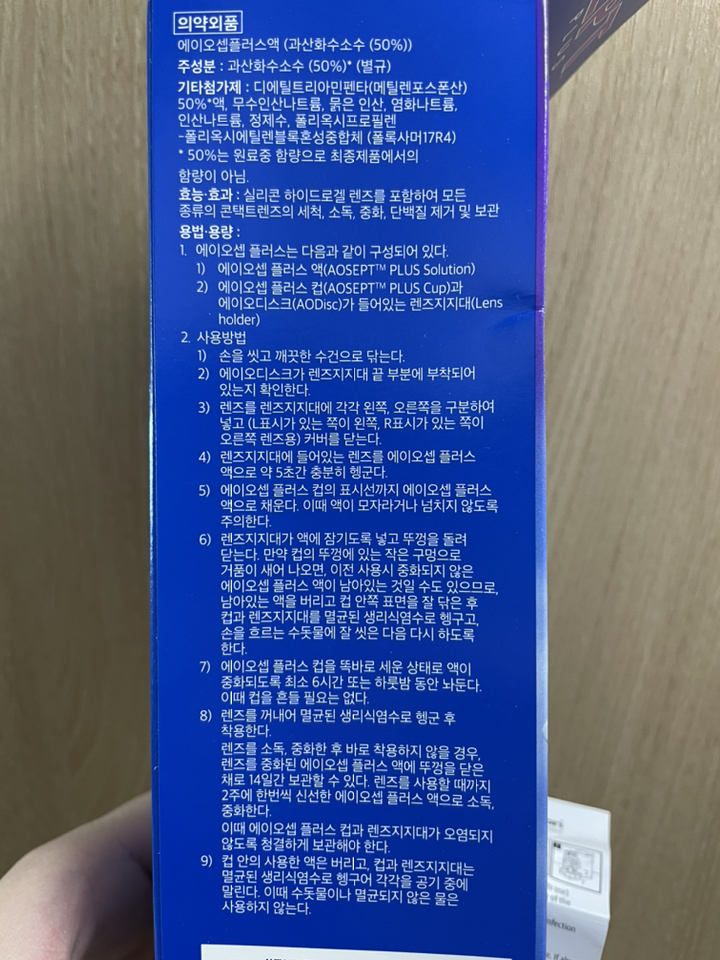 의약외품
에이오셉플러스액 (과산화수소수 (50%))
주성분 : 과산화수소수 (50%)* (별규)
기타첨가제 : 디에틸트리아민펜타(메틸렌포스폰산)
50%*액, 무수인산나트륨, 묽은 인산, 염화나트륨,
인산나트륨, 정제수, 폴리옥시프로필렌
-폴리옥시에틸렌블록혼성중합체 (폴록사머17R4)
* 50%는 원료중 함량으로 최종제품에서의
함량이 아님.
효능·효과 : 실리콘 하이드로겔 렌즈를 포함하여 모든
종류의 콘택트렌즈의 세척, 소독, 중화, 단백질 제거 및 보관
용법·용량 :
1. 에이오셉 플러스는 다음과 같이 구성되어 있다.
1) 에이오셉 플러스 액(AOSEPT™ PLUS Solution)
2) 에이오셉 플러스 컵(AOSEPT™ PLUS Cup)과
에이오디스크(AODisc)가 들어있는 렌즈지지대(Lens
holder)
2. 사용방법
1) 손을 씻고 깨끗한 수건으로 닦는다.
2) 에이오디스크가 렌즈지지대 끝 부분에 부착되어
있는지 확인한다.
3) 렌즈를 렌즈지지대에 각각 왼쪽, 오른쪽을 구분하여
넣고 (L표시가 있는 쪽이 왼쪽, R표시가 있는 쪽이
오른쪽 렌즈용) 커버를 닫는다.
4) 렌즈지지대에 들어있는 렌즈를 에이오셉 플러스
액으로 약 5초간 충분히 헹군다.
5) 에이오셉 플러스 컵의 표시선까지 에이오셉 플러스
액으로 채운다. 이때 액이 모자라거나 넘치지 않도록
주의한다.
6) 렌즈지지대가 액에 잠기도록 넣고 뚜껑을 돌려
닫는다. 만약 컵의 뚜껑에 있는 작은 구멍으로
거품이 새어 나오면, 이전 사용시 중화되지 않은
에이오셉 플러스 액이 남아있는 것일 수도 있으므로,
남아있는 액을 버리고 컵 안쪽 표면을 잘 닦은 후
컵과 렌즈지지대를 멸균된 생리식염수로 헹구고,
손을 흐르는 수돗물에 잘 씻은 다음 다시 하도록
한다.
7) 에이오셉 플러스 컵을 똑바로 세운 상태로 액이
중화되도록 최소 6시간 또는 하룻밤 동안 놔둔다.
이때 컵을 흔들 필요는 없다.
8) 렌즈를 꺼내어 멸균된 생리식염수로 헹군 후
착용한다.
렌즈를 소독, 중화한 후 바로 착용하지 않을 경우,
렌즈를 중화된 에이오셉 플러스 액에 뚜껑을 닫은
채로 14일간 보관할 수 있다. 렌즈를 사용할 때까지
2주에 한번씩 신선한 에이오셉 플러스 액으로 소독,
중화한다.
이때 에이오셉 플러스 컵과 렌즈지지대가 오염되지
않도록 청결하게 보관해야 한다.
9) 컵 안의 사용한 액은 버리고, 컵과 렌즈지지대는
멸균된 생리식염수로 헹구어 각각을 공기 중에
말린다. 이때 수돗물이나 멸균되지 않은 물은
사용하지 않는다.